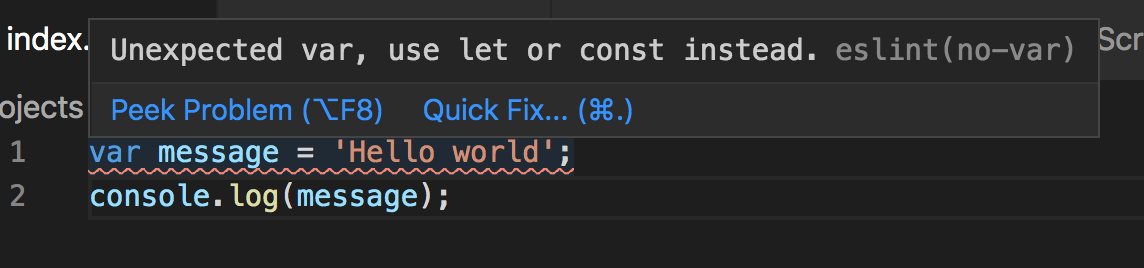 index.
Scr
Unexpected var, use let or const instead. eslint(no-var)
ojects
Peek Problem (⌥F8) Quick Fix... (⌘.)
1 var message = 'Hello world';
2 console.log(message);